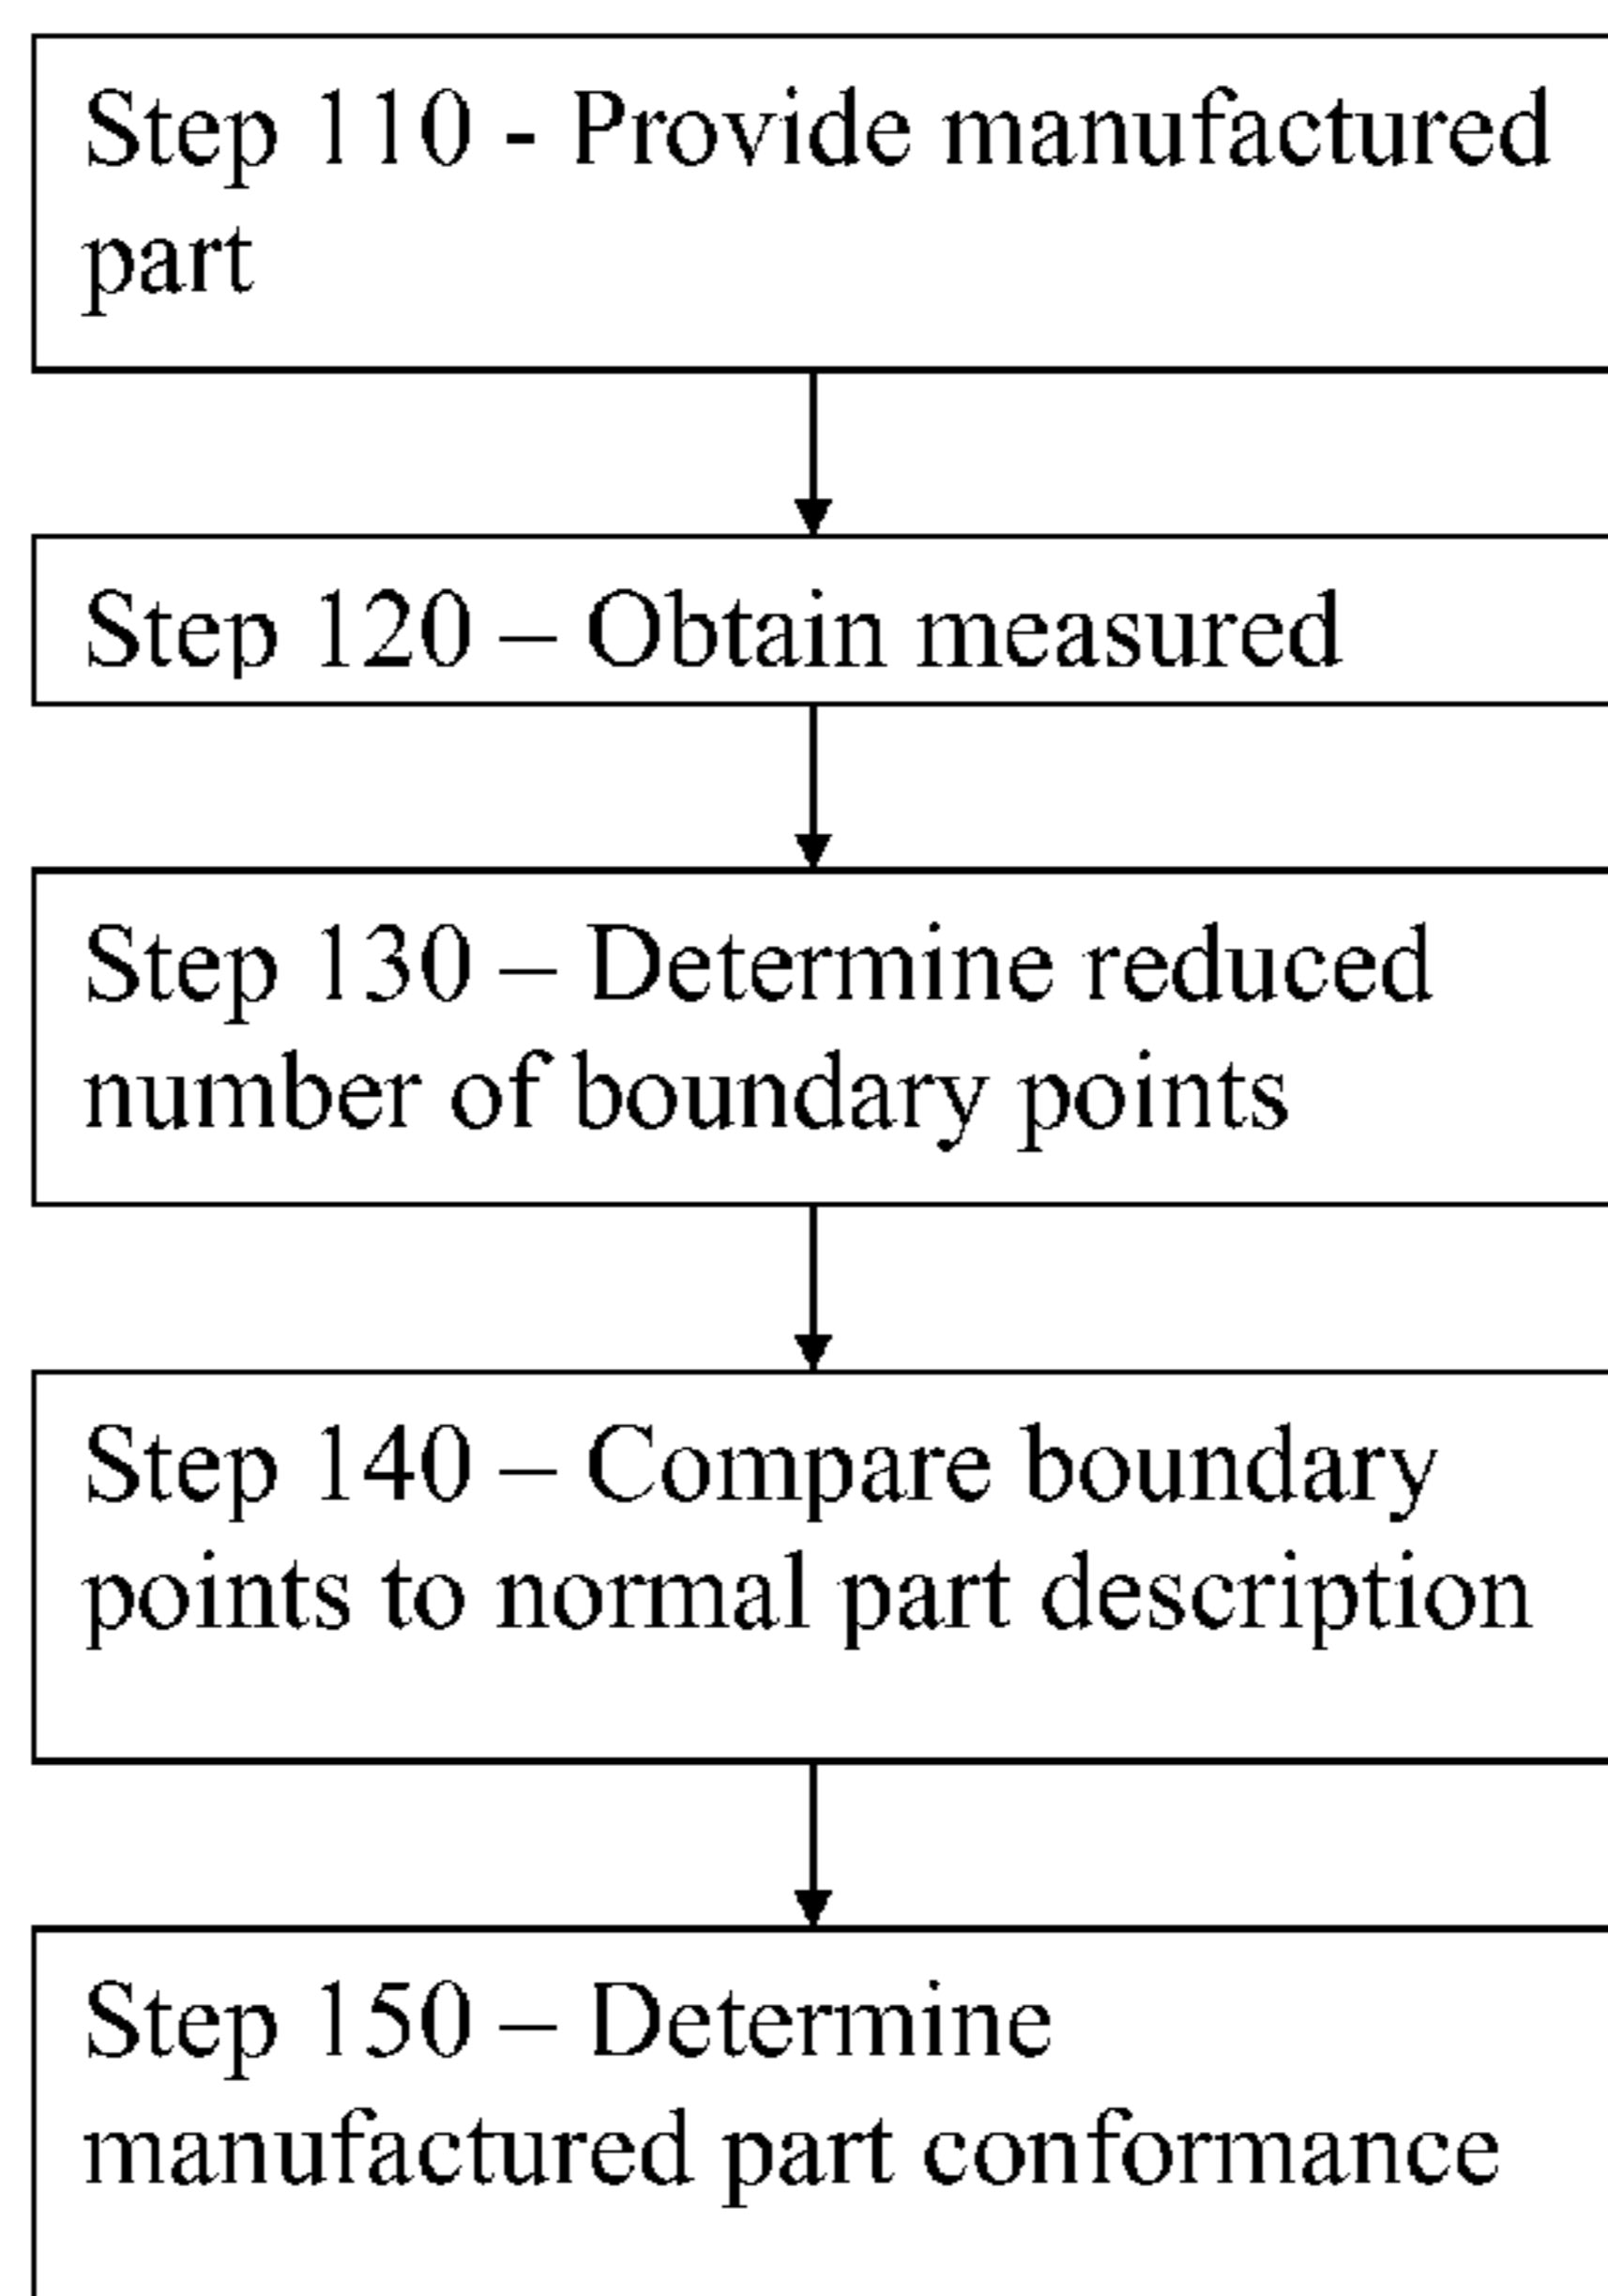 Step 110 - Provide manufactured
part
Step 120 – Obtain measured
Step 130 – Determine reduced
number of boundary points
Step 140 – Compare boundary
points to normal part description
Step 150 – Determine
manufactured part conformance